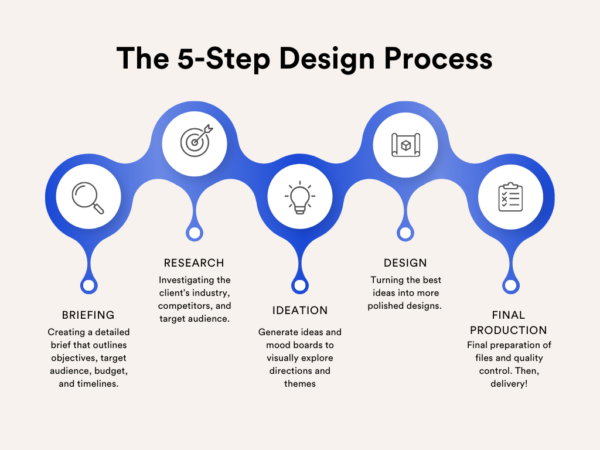 The 5-Step Design Process
BRIEFING
Creating a detailed
brief that outlines
objectives, target
audience, budget,
and timelines.
RESEARCH
Investigating the
client's industry,
competitors, and
target audience.
IDEATION
Generate ideas and
mood boards to
visually explore
directions and
themes
DESIGN
Turning the best
ideas into more
polished designs.
FINAL
PRODUCTION
Final preparation of
files and quality
control. Then,
delivery!